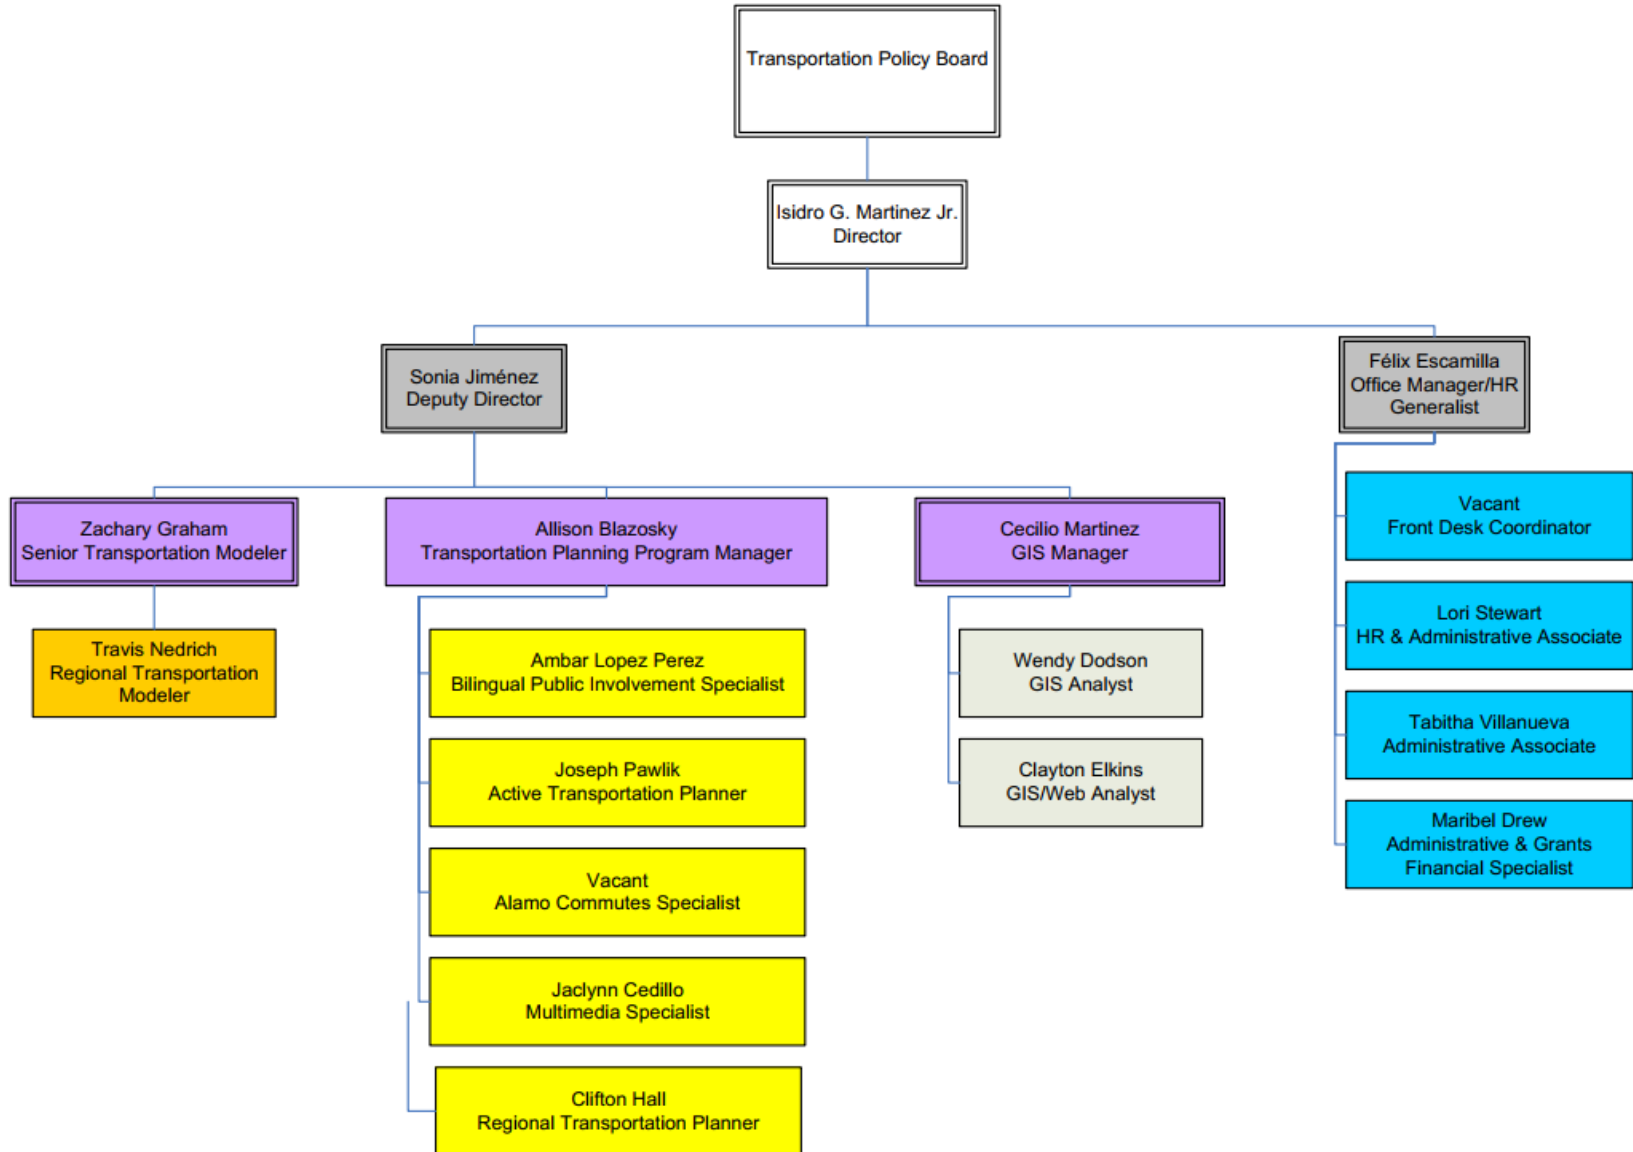 Transportation Policy Board
Isidro G. Martinez Jr.
Director
Sonia Jiménez
Deputy Director
Félix Escamilla
Office Manager/HR
Generalist
Zachary Graham
Senior Transportation Modeler
Allison Blazosky
Transportation Planning Program Manager
Cecilio Martinez
GIS Manager
Travis Nedrich
Regional Transportation
Modeler
Ambar Lopez Perez
Bilingual Public Involvement Specialist
Joseph Pawlik
Active Transportation Planner
Vacant
Alamo Commutes Specialist
Jaclynn Cedillo
Multimedia Specialist
Clifton Hall
Regional Transportation Planner
Wendy Dodson
GIS Analyst
Clayton Elkins
GIS/Web Analyst
Vacant
Front Desk Coordinator
Lori Stewart
HR & Administrative Associate
Tabitha Villanueva
Administrative Associate
Maribel Drew
Administrative & Grants
Financial Specialist